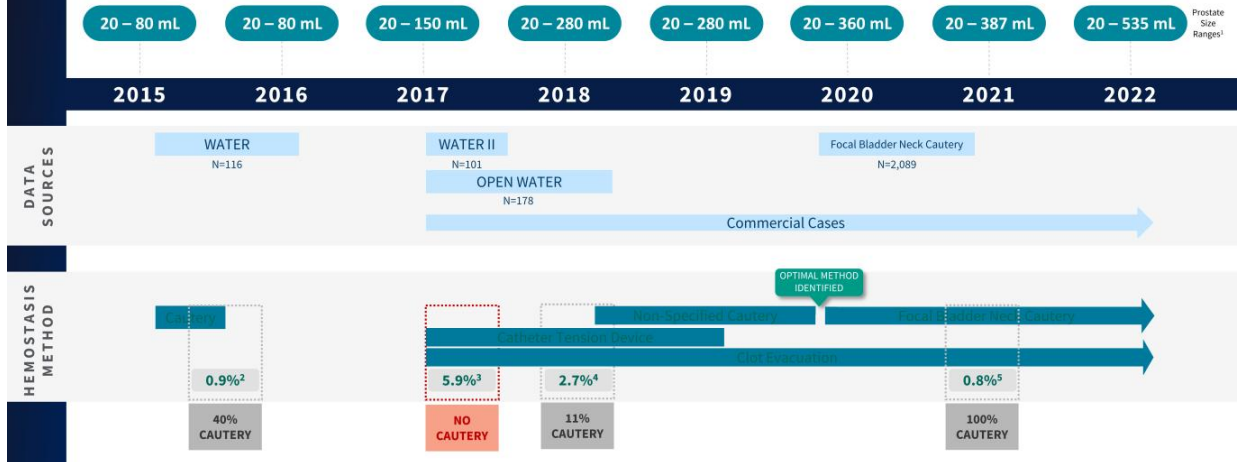 20 – 80 mL
20 – 80 mL
20 – 150 mL
20 – 280 mL
20 – 280 mL
20 – 360 mL
20 – 387 mL
20 – 535 mL
Prostate
Size
Ranges¹
2015
2016
2017
2018
2019
2020
2021
2022
DATA
SOURCES
WATER
N=116
WATER II
N=101
OPEN WATER
N=178
Focal Bladder Neck Cautery
N=2,089
Commercial Cases
HEMOSTASIS
METHOD
OPTIMAL METHOD
IDENTIFIED
Cautery
Non-Specified Cautery
Focal Bladder Neck Cautery
Catheter Tension Device
Clot Evacuation
0.9%²
5.9%³
2.7%⁴
0.8%⁵
40%
CAUTERY
NO
CAUTERY
11%
CAUTERY
100%
CAUTERY